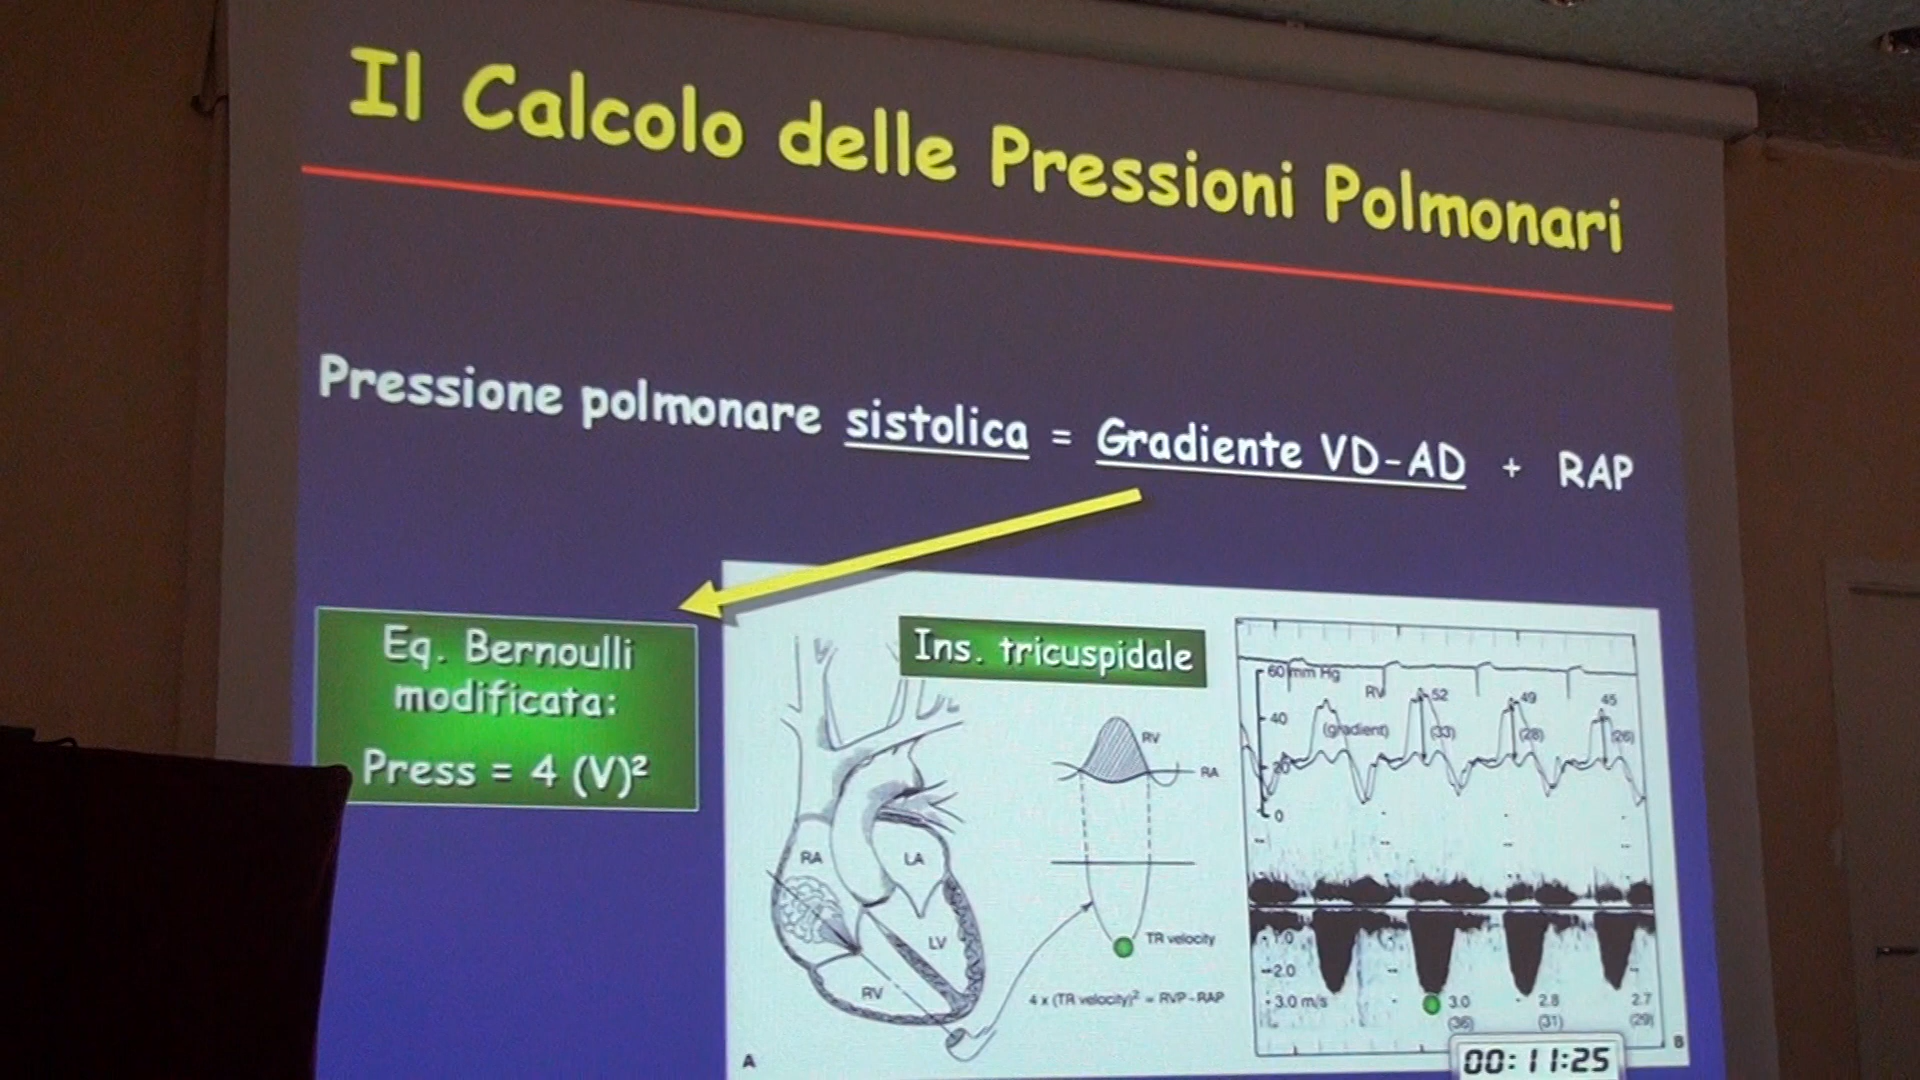 Il Calcolo delle Pressioni Polmonari
Pressione polmonare sistolica = Gradiente VD-AD + RAP
Eq. Bernoulli
modificata:
Press = 4 (V)²
Ins. tricuspidale
RA
LA
LV
RV
RV
RA
TR velocity
4 x (TR velocity)² = RVP - RAP
A
60 mm Hg
RV
52
49
45
40
(gradient)
(33)
(28)
(26)
20
0
1.0
2.0
3.0 m/s
3.0
2.8
2.7
(36)
(31)
(29)
B
00:11:25